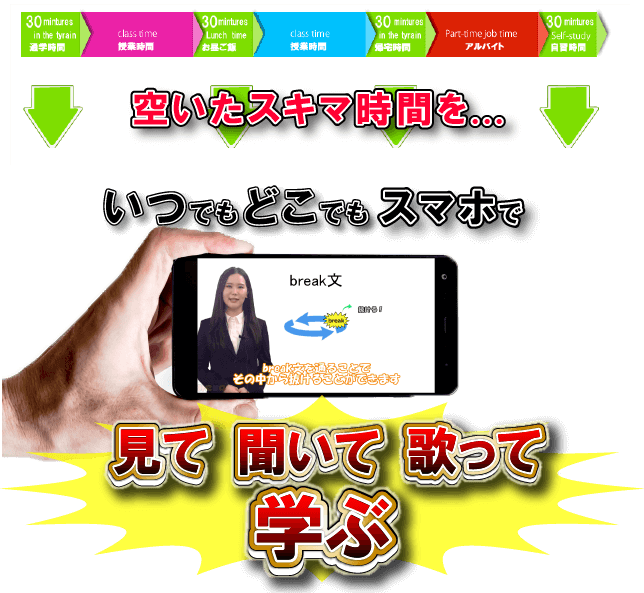 30 mintures
in the tyrain
通学時間
class time
授業時間
30 mintures
Lunch time
お昼ご飯
class time
授業時間
30 mintures
in the tyrain
帰宅時間
Part-time job time
アルバイト
30 mintures
Self-study
自習時間
空いたスキマ時間を...
いつでもどこでもスマホで
break文
続ける!
break
break文を通ることで
その中から抜けることができます
見て 聞いて 歌って
学ぶ